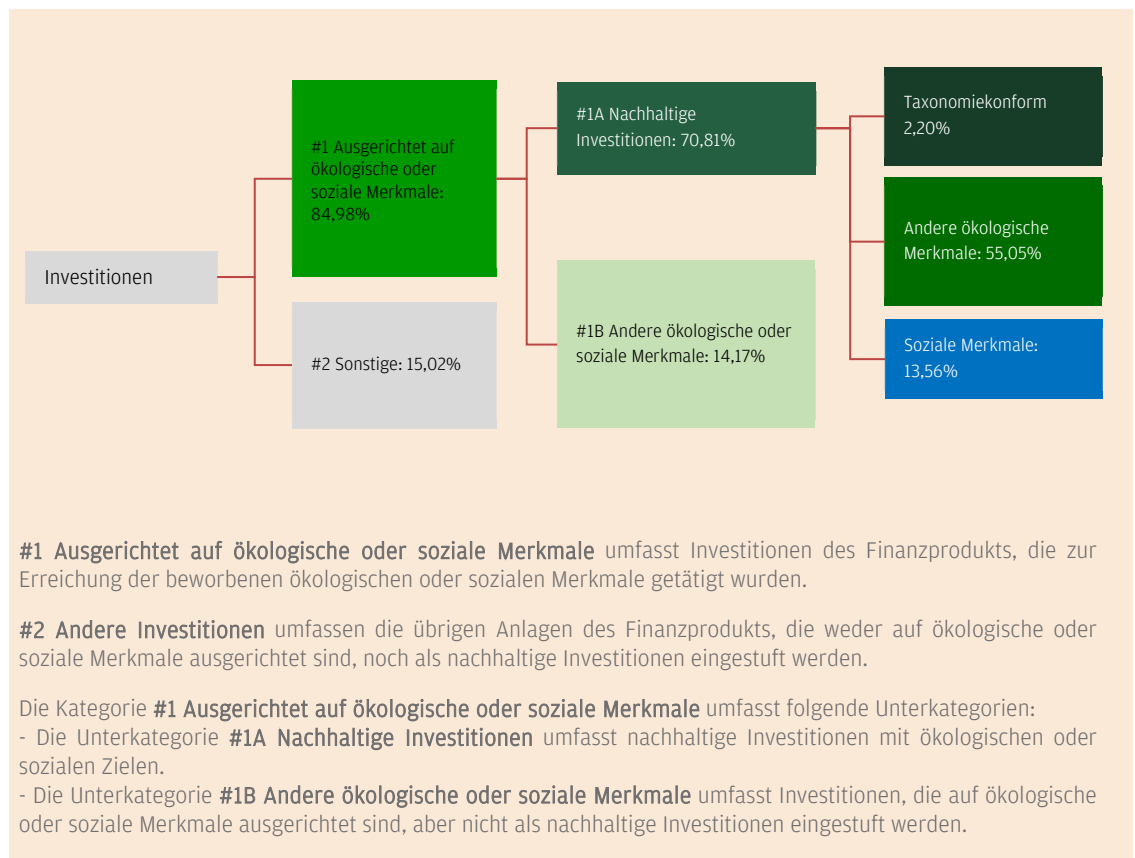 Investitionen
#1 Ausgerichtet auf
ökologische oder
soziale Merkmale:
84,98%
#2 Sonstige: 15,02%
#1A Nachhaltige
Investitionen: 70,81%
#1B Andere ökologische oder
soziale Merkmale: 14,17%
Taxonomiekonform
2,20%
Andere ökologische
Merkmale: 55,05%
Soziale Merkmale:
13,56%
#1 Ausgerichtet auf ökologische oder soziale Merkmale umfasst Investitionen des Finanzprodukts, die zur
Erreichung der beworbenen ökologischen oder sozialen Merkmale getätigt wurden.
#2 Andere Investitionen umfassen die übrigen Anlagen des Finanzprodukts, die weder auf ökologische oder
soziale Merkmale ausgerichtet sind, noch als nachhaltige Investitionen eingestuft werden.
Die Kategorie #1 Ausgerichtet auf ökologische oder soziale Merkmale umfasst folgende Unterkategorien:
- Die Unterkategorie #1A Nachhaltige Investitionen umfasst nachhaltige Investitionen mit ökologischen oder
sozialen Zielen.
- Die Unterkategorie #1B Andere ökologische oder soziale Merkmale umfasst Investitionen, die auf ökologische
oder soziale Merkmale ausgerichtet sind, aber nicht als nachhaltige Investitionen eingestuft werden.